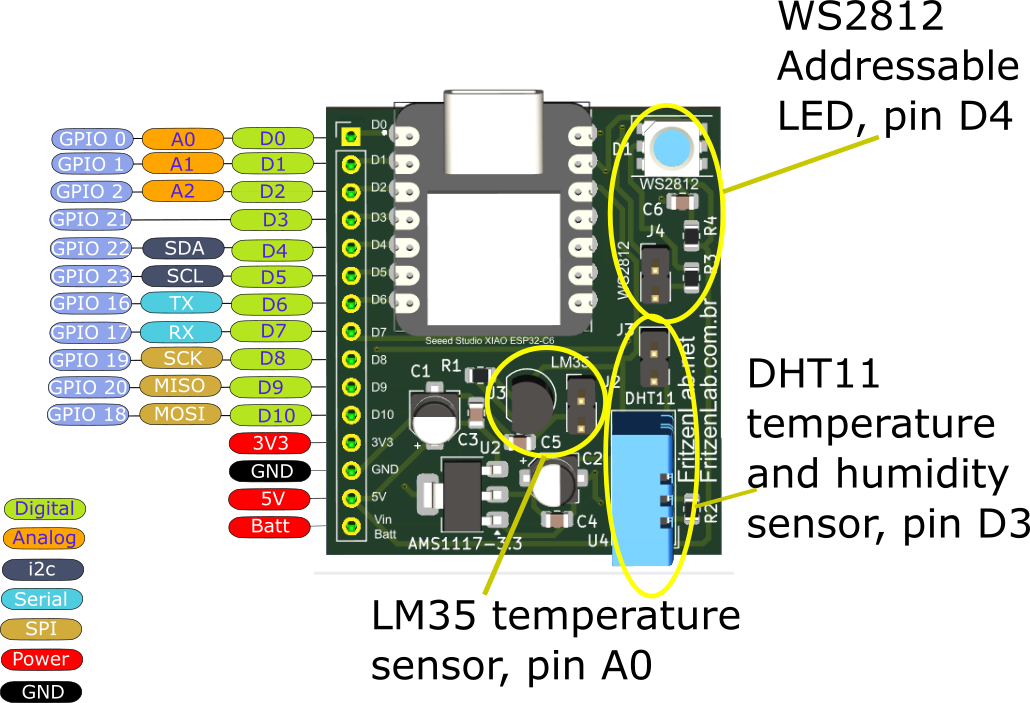 WS2812
Addressable
LED, pin D4
GPIO 0 A0 D0
GPIO 1 A1 D1
GPIO 2 A2 D2
GPIO 21 D3
GPIO 22 SDA D4
GPIO 23 SCL D5
GPIO 16 TX D6
GPIO 17 RX D7
GPIO 19 SCK D8
GPIO 20 MISO D9
GPIO 18 MOSI D10
3V3
GND
5V
Batt
Digital
Analog
i2c
Serial
SPI
Power
GND
D0
D1
D2
D3
D4
D5
D6
D7
D8
D9
D10
3V3
GND
5V
Vin
Batt
Seeed Studio XIAO ESP32-C6
D1
WS2812
C6
R4
J4
WS2812
R3
J3
DHT11
FritzenLab.net
FritzenLab.com.br
R1
C1
U3
LM35
J2
C3
U2
C5
+
+
C2
C4
AMS1117-3.3
U4
R2
DHT11
temperature
and humidity
sensor, pin D3
LM35 temperature
sensor, pin A0